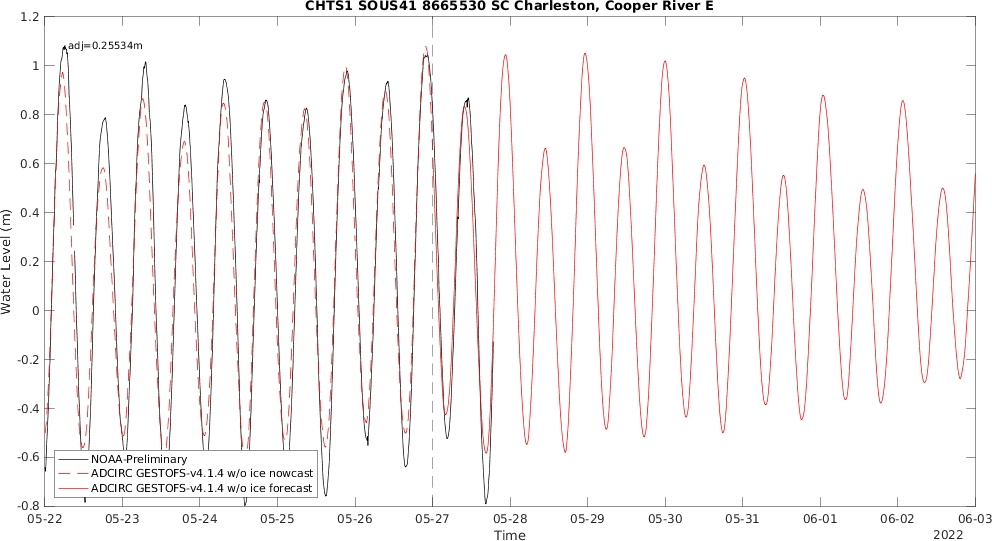 CHTS1 SOUS41 8665530 SC Charleston, Cooper River E
adj=0.25534m
1.2
1
0.8
0.6
0.4
0.2
0
-0.2
-0.4
-0.6
-0.8
Water Level (m)
NOAA-Preliminary
ADCIRC GESTOFS-v4.1.4 w/o ice nowcast
ADCIRC GESTOFS-v4.1.4 w/o ice forecast
05-22 05-23 05-24 05-25 05-26 05-27 05-28 05-29 05-30 05-31 06-01 06-02 06-03
Time
2022